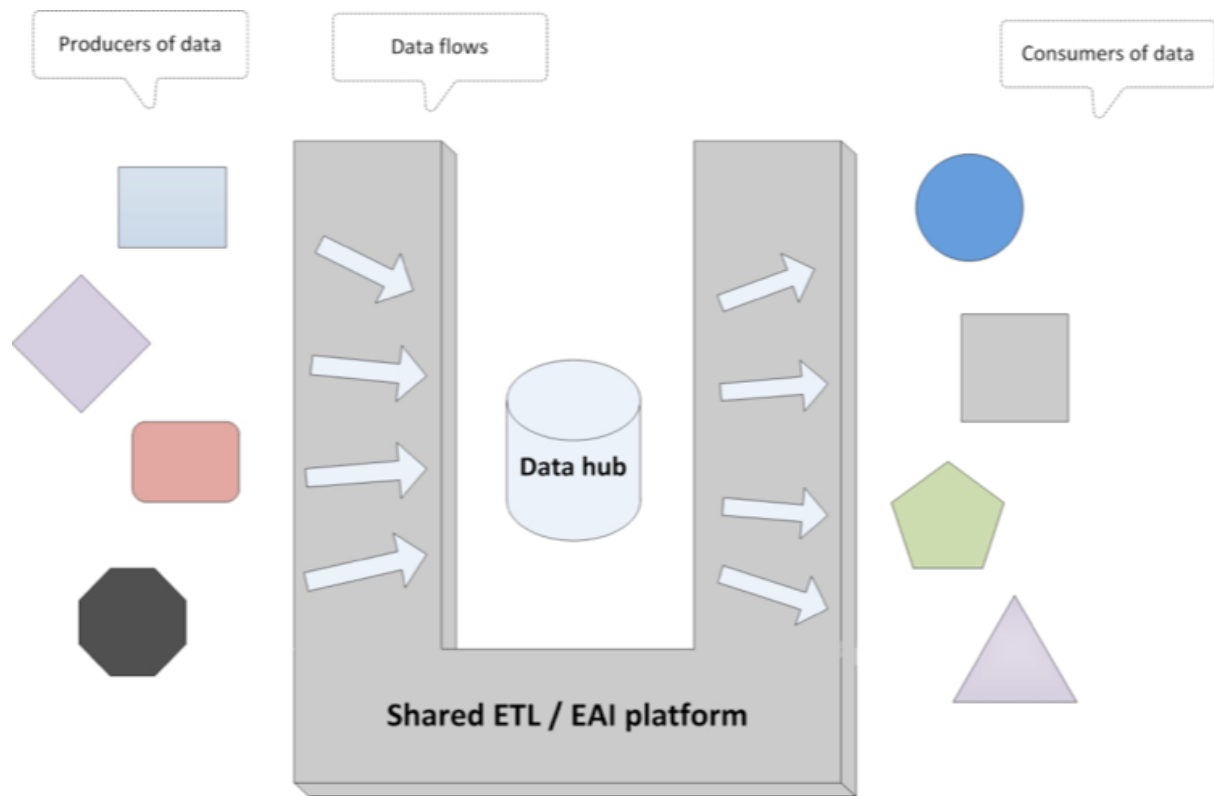 Producers of data
Data flows
Consumers of data
Data hub
Shared ETL / EAI platform